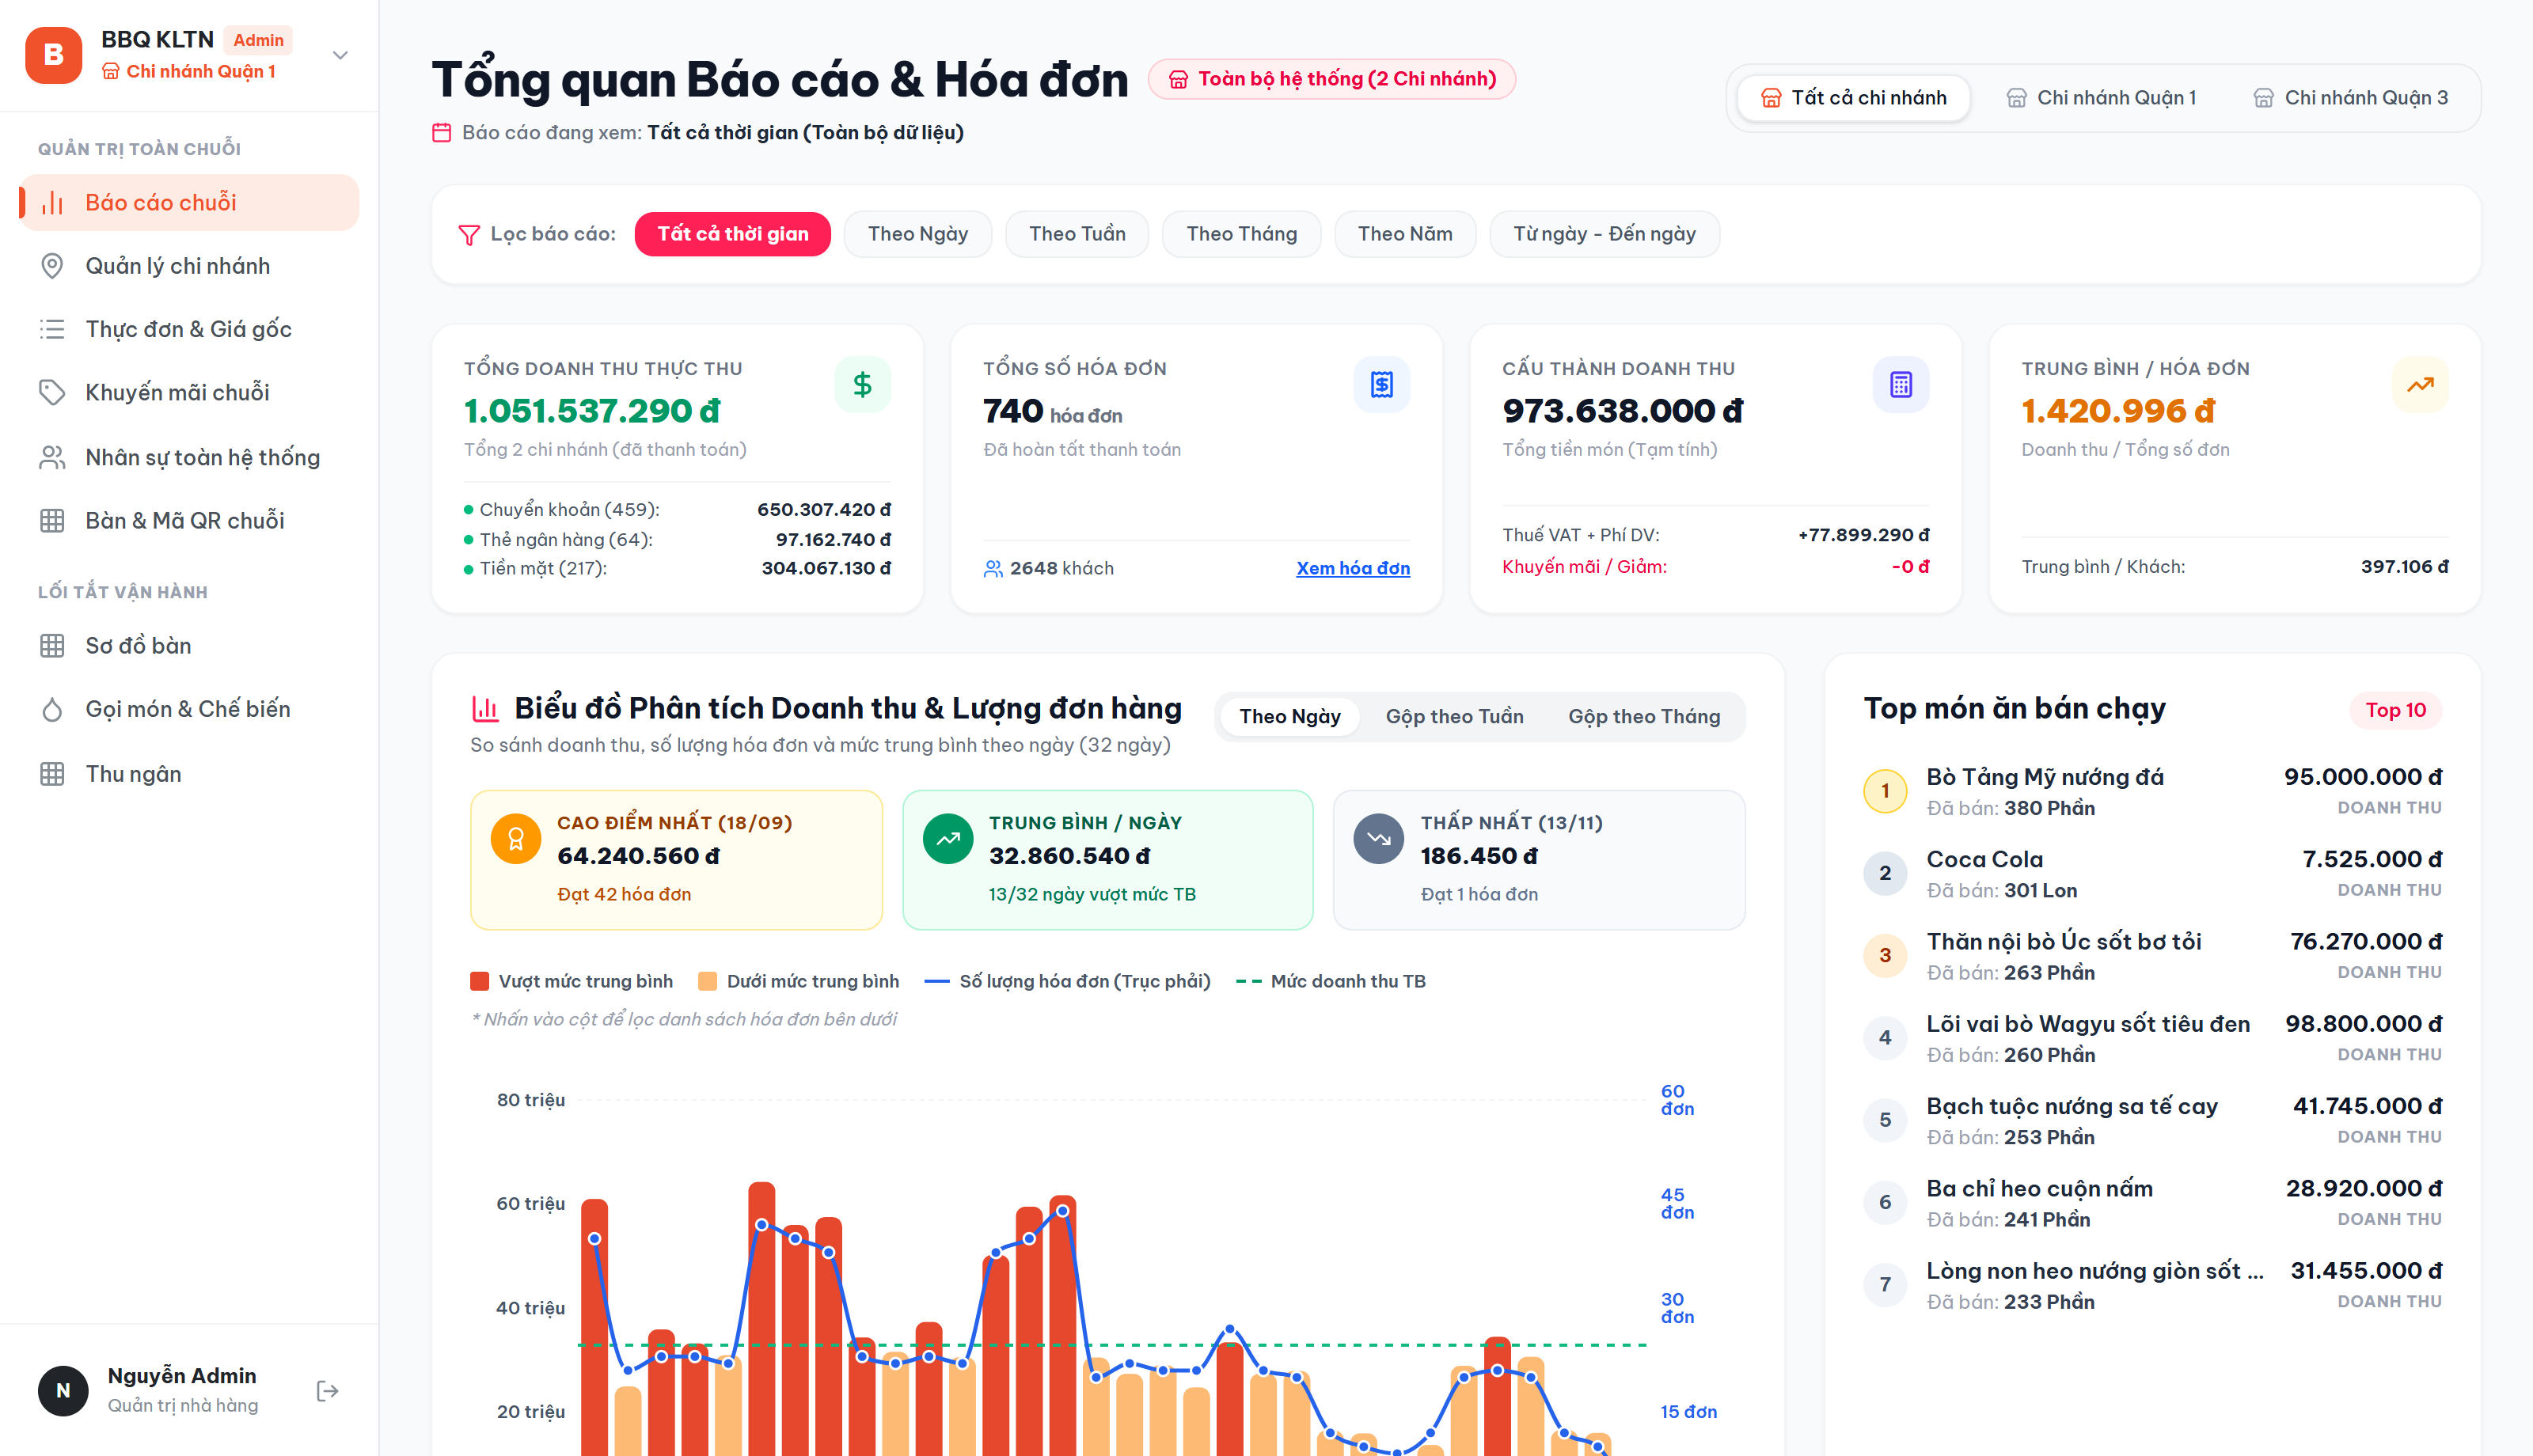 B
BBQ KLTN Admin
Chi nhánh Quận 1
QUẢN TRỊ TOÀN CHUỖI
Báo cáo chuỗi
Quản lý chi nhánh
Thực đơn & Giá gốc
Khuyến mãi chuỗi
Nhân sự toàn hệ thống
Bàn & Mã QR chuỗi
LỐI TẮT VẬN HÀNH
Sơ đồ bàn
Gọi món & Chế biến
Thu ngân
N
Nguyễn Admin
Quản trị nhà hàng
Tổng quan Báo cáo & Hóa đơn
Toàn bộ hệ thống (2 Chi nhánh)
Báo cáo đang xem: Tất cả thời gian (Toàn bộ dữ liệu)
Tất cả chi nhánh
Chi nhánh Quận 1
Chi nhánh Quận 3
Lọc báo cáo:
Tất cả thời gian
Theo Ngày
Theo Tuần
Theo Tháng
Theo Năm
Từ ngày - Đến ngày
TỔNG DOANH THU THỰC THU
1.051.537.290 đ
Tổng 2 chi nhánh (đã thanh toán)
Chuyển khoản (459): 650.307.420 đ
Thẻ ngân hàng (64): 97.162.740 đ
Tiền mặt (217): 304.067.130 đ
TỔNG SỐ HÓA ĐƠN
740 hóa đơn
Đã hoàn tất thanh toán
2648 khách
Xem hóa đơn
CẤU THÀNH DOANH THU
973.638.000 đ
Tổng tiền món (Tạm tính)
Thuế VAT + Phí DV: +77.899.290 đ
Khuyến mãi / Giảm: -0 đ
TRUNG BÌNH / HÓA ĐƠN
1.420.996 đ
Doanh thu / Tổng số đơn
Trung bình / Khách: 397.106 đ
Biểu đồ Phân tích Doanh thu & Lượng đơn hàng
So sánh doanh thu, số lượng hóa đơn và mức trung bình theo ngày (32 ngày)
Theo Ngày
Gộp theo Tuần
Gộp theo Tháng
CAO ĐIỂM NHẤT (18/09)
64.240.560 đ
Đạt 42 hóa đơn
TRUNG BÌNH / NGÀY
32.860.540 đ
13/32 ngày vượt mức TB
THẤP NHẤT (13/11)
186.450 đ
Đạt 1 hóa đơn
Vượt mức trung bình
Dưới mức trung bình
Số lượng hóa đơn (Trục phải)
Mức doanh thu TB
* Nhấn vào cột để lọc danh sách hóa đơn bên dưới
80 triệu
60 triệu
40 triệu
20 triệu
60
đơn
45
đơn
30
đơn
15 đơn
Top món ăn bán chạy
Top 10
1
Bò Tảng Mỹ nướng đá 95.000.000 đ
Đã bán: 380 Phần DOANH THU
2
Coca Cola 7.525.000 đ
Đã bán: 301 Lon DOANH THU
3
Thăn nội bò Úc sốt bơ tỏi 76.270.000 đ
Đã bán: 263 Phần DOANH THU
4
Lõi vai bò Wagyu sốt tiêu đen 98.800.000 đ
Đã bán: 260 Phần DOANH THU
5
Bạch tuộc nướng sa tế cay 41.745.000 đ
Đã bán: 253 Phần DOANH THU
6
Ba chỉ heo cuộn nấm 28.920.000 đ
Đã bán: 241 Phần DOANH THU
7
Lòng non heo nướng giòn sốt ... 31.455.000 đ
Đã bán: 233 Phần DOANH THU